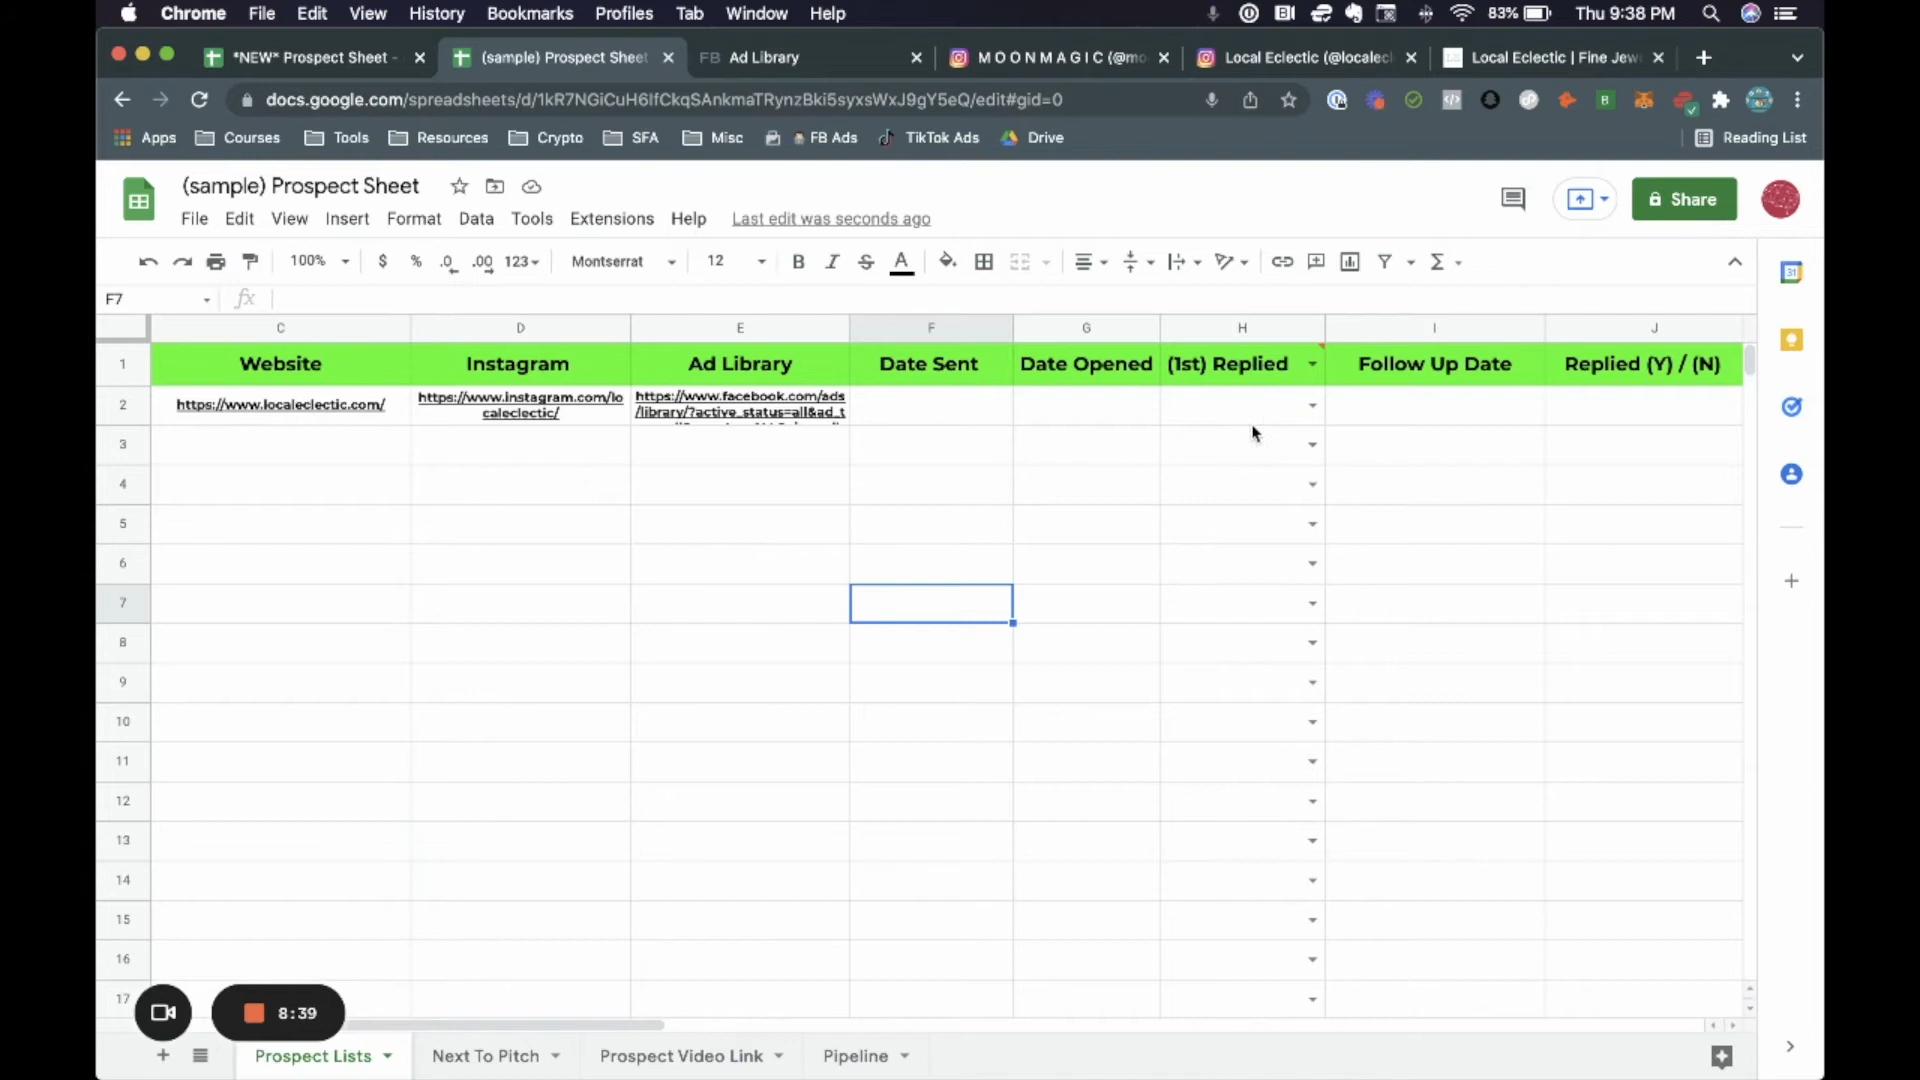 Chrome File Edit View History Bookmarks Profiles Tab Window Help 83% Thu 9:38 PM
*NEW* Prospect Sheet - (sample) Prospect Sheet FB Ad Library M O O N M A G I C (@mo Local Eclectic (@localecl Local Eclectic | Fine Jew
docs.google.com/spreadsheets/d/1kR7NGiCuH6IfCkqSAnkmaTRynzBki5syxsWxJ9gY5eQ/edit#gid=0
Apps Courses Tools Resources Crypto SFA Misc FB Ads TikTok Ads Drive Reading List
(sample) Prospect Sheet
Share
File Edit View Insert Format Data Tools Extensions Help Last edit was seconds ago
100% $ % .0 .00 123 Montserrat 12 B I S A Σ
F7 fx
C D E F G H I J
1 Website Instagram Ad Library Date Sent Date Opened (1st) Replied Follow Up Date Replied (Y) / (N)
2 https://www.localeclectic.com/ https://www.instagram.com/lo https://www.facebook.com/ads
caleclectic/ /library/?active_status=all&ad_t
3
4
5
6
7
8
9
10
11
12
13
14
15
16
17
8:39
Prospect Lists Next To Pitch Prospect Video Link Pipeline
31